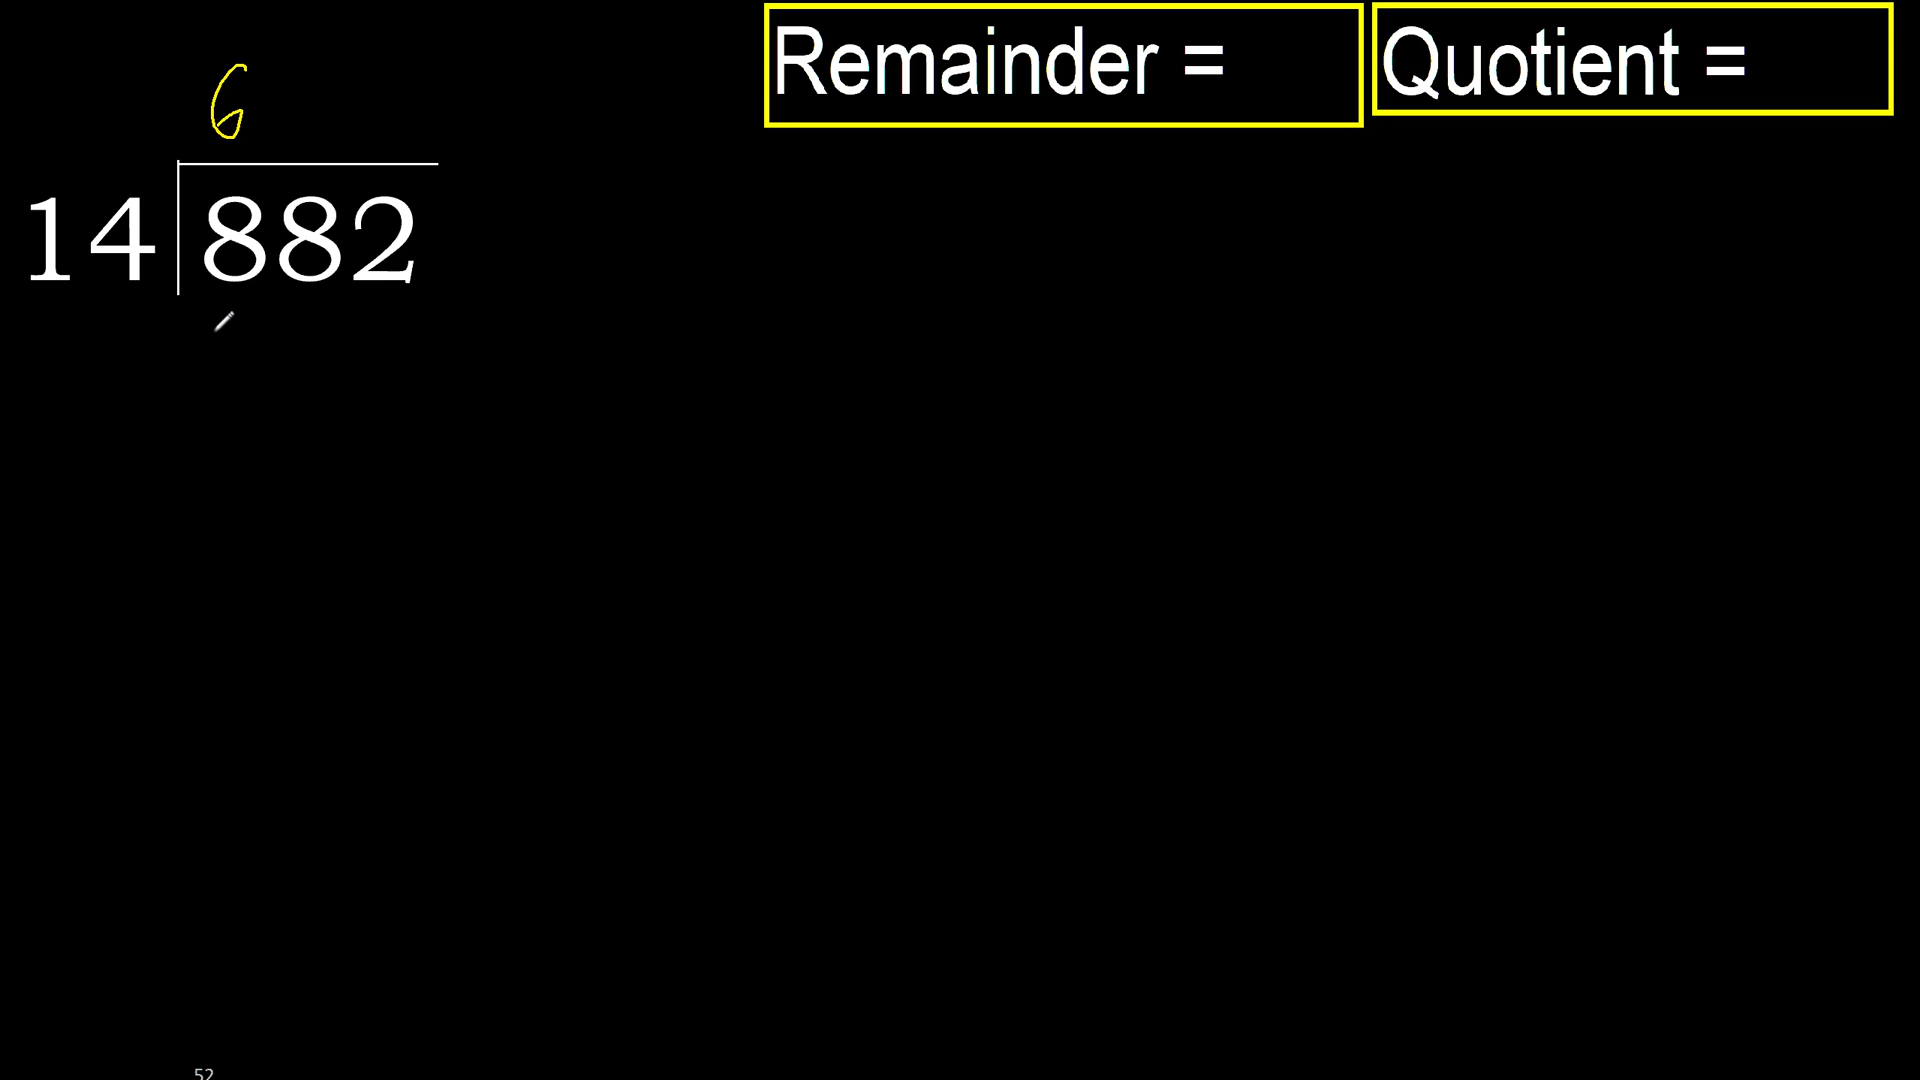 Remainder = Quotient =
6
14 882
52